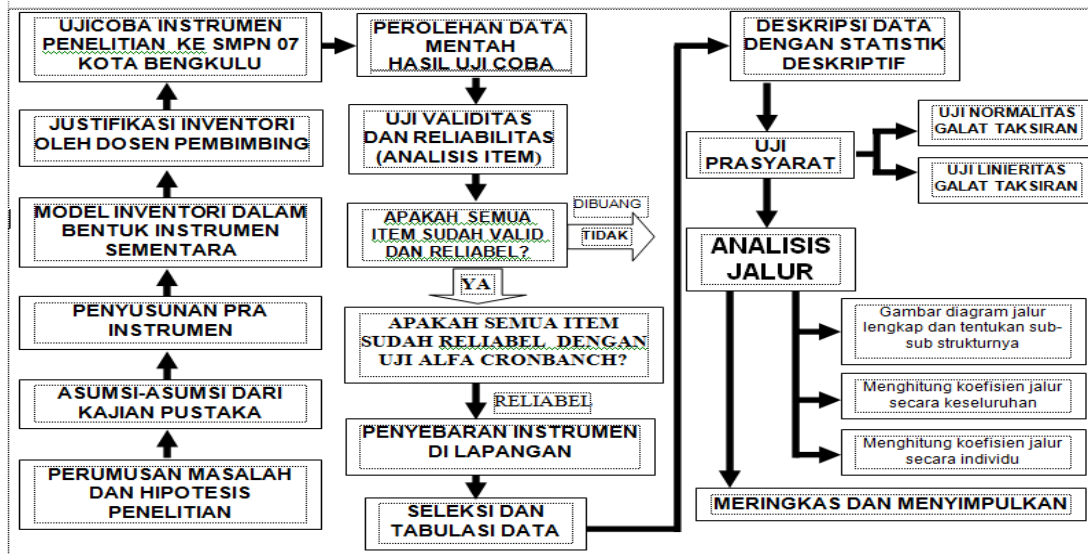 UJICOBA INSTRUMEN
PENELITIAN KE SMPN 07
KOTA BENGKULU
JUSTIFIKASI INVENTORI
OLEH DOSEN PEMBIMBING
MODEL INVENTORI DALAM
BENTUK INSTRUMEN
SEMENTARA
PENYUSUNAN PRA
INSTRUMEN
ASUMSI-ASUMSI DARI
KAJIAN PUSTAKA
PERUMUSAN MASALAH
DAN HIPOTESIS
PENELITIAN
PEROLEHAN DATA
MENTAH
HASIL UJI COBA
UJI VALIDITAS
DAN RELIABILITAS
(ANALISIS ITEM)
APAKAH SEMUA
ITEM SUDAH VALID
DAN RELIABEL?
DIBUANG
TIDAK
YA
APAKAH SEMUA ITEM
SUDAH RELIABEL DENGAN
UJI ALFA CRONBANCH?
RELIABEL
PENYEBARAN INSTRUMEN
DI LAPANGAN
SELEKSI DAN
TABULASI DATA
DESKRIPSI DATA
DENGAN STATISTIK
DESKRIPTIF
UJI
PRASYARAT
UJI NORMALITAS
GALAT TAKSIRAN
UJI LINIERITAS
GALAT TAKSIRAN
ANALISIS
JALUR
Gambar diagram jalur
lengkap dan tentukan sub-
sub strukturnya
Menghitung koefisien jalur
secara keseluruhan
Menghitung koefisien jalur
secara individu
MERINGKAS DAN MENYIMPULKAN